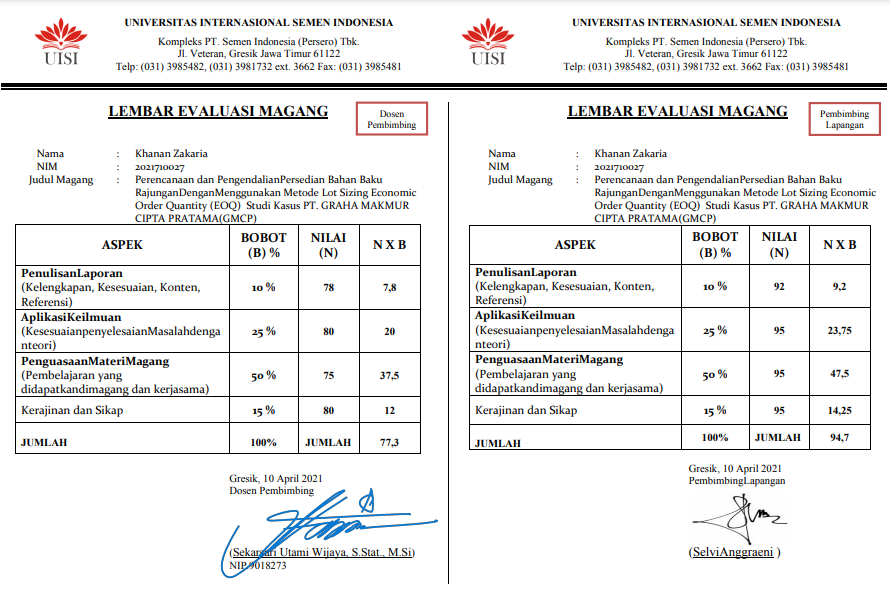 UISI
UNIVERSITAS INTERNASIONAL SEMEN INDONESIA
Kompleks PT. Semen Indonesia (Persero) Tbk.
Jl. Veteran, Gresik Jawa Timur 61122
Telp: (031) 3985482, (031) 3981732 ext. 3662 Fax: (031) 3985481
LEMBAR EVALUASI MAGANG
Dosen
Pembimbing
Nama : Khanan Zakaria
NIM : 2021710027
Judul Magang : Perencanaan dan PengendalianPersedian Bahan Baku
RajunganDenganMenggunakan Metode Lot Sizing Economic
Order Quantity (EOQ) Studi Kasus PT. GRAHA MAKMUR
CIPTA PRATAMA(GMCP)
ASPEK BOBOT (B) % NILAI (N) N X B
PenulisanLaporan
(Kelengkapan, Kesesuaian, Konten, 10 % 78 7,8
Referensi)
AplikasiKeilmuan
(KesesuaianpenyelesaianMasalahdenga 25 % 80 20
nteori)
PenguasaanMateriMagang
(Pembelajaran yang 50 % 75 37,5
didapatkandimagang dan kerjasama)
Kerajinan dan Sikap 15 % 80 12
JUMLAH 100% JUMLAH 77,3
Gresik, 10 April 2021
Dosen Pembimbing
(Sekarsari Utami Wijaya, S.Stat., M.Si)
NIP.9018273
UISI
UNIVERSITAS INTERNASIONAL SEMEN INDONESIA
Kompleks PT. Semen Indonesia (Persero) Tbk.
Jl. Veteran, Gresik Jawa Timur 61122
Telp: (031) 3985482, (031) 3981732 ext. 3662 Fax: (031) 3985481
LEMBAR EVALUASI MAGANG
Pembimbing
Lapangan
Nama : Khanan Zakaria
NIM : 2021710027
Judul Magang : Perencanaan dan PengendalianPersedian Bahan Baku
RajunganDenganMenggunakan Metode Lot Sizing Economic
Order Quantity (EOQ) Studi Kasus PT. GRAHA MAKMUR
CIPTA PRATAMA(GMCP)
ASPEK BOBOT (B) % NILAI (N) N X B
PenulisanLaporan
(Kelengkapan, Kesesuaian, Konten, 10 % 92 9,2
Referensi)
AplikasiKeilmuan
(KesesuaianpenyelesaianMasalahdenga 25 % 95 23,75
nteori)
PenguasaanMateriMagang
(Pembelajaran yang 50 % 95 47,5
didapatkandimagang dan kerjasama)
Kerajinan dan Sikap 15 % 95 14,25
JUMLAH 100% JUMLAH 94,7
Gresik, 10 April 2021
PembimbingLapangan
(SelviAnggraeni )